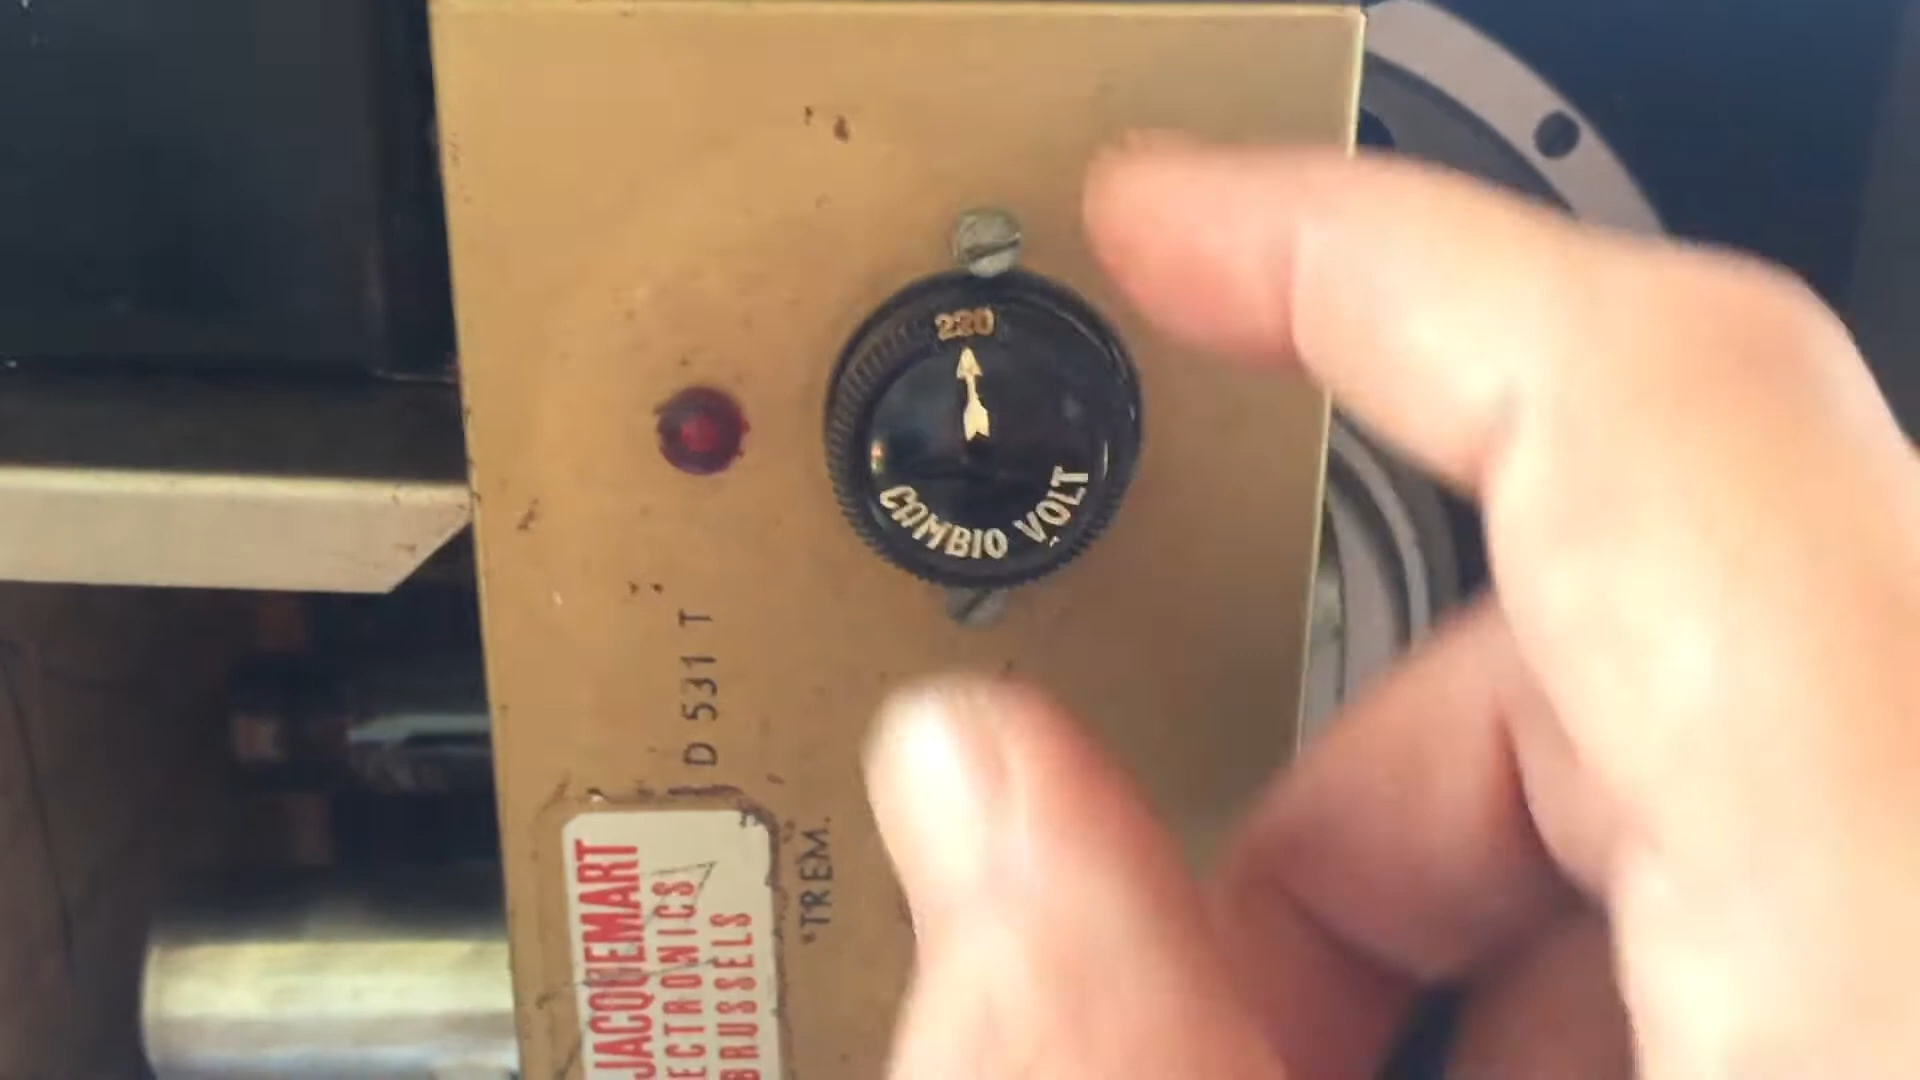 220
CAMBIO VOLT
D 531 T
"TREM.
JACQUEMART
ECTRONICS
BRUSSELS